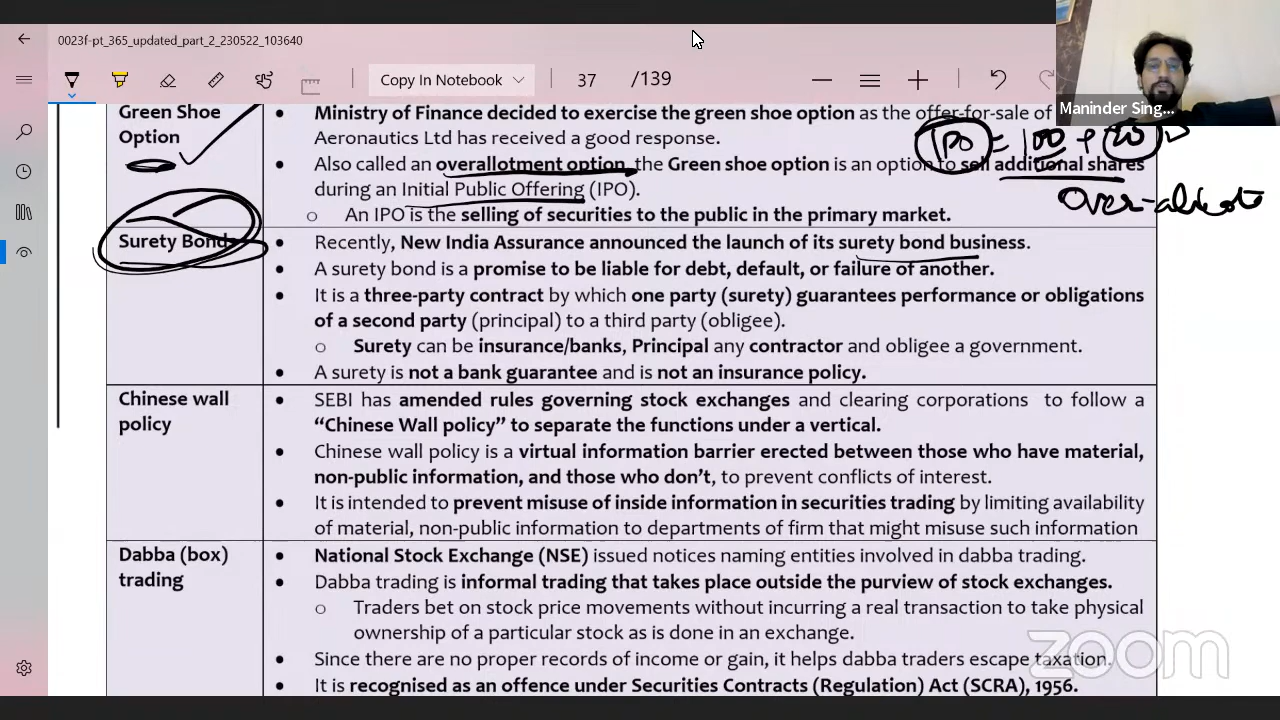 0023f-pt_365_updated_part_2_230522_103640
Copy In Notebook
37 /139
Maninder Sing...
Green Shoe Option
• Ministry of Finance decided to exercise the green shoe option as the offer-for-sale of
Aeronautics Ltd has received a good response.
• Also called an overallotment option, the Green shoe option is an option to sell additional shares
during an Initial Public Offering (IPO).
o An IPO is the selling of securities to the public in the primary market.
IPO = 100 + 20
Surety Bonds
• Recently, New India Assurance announced the launch of its surety bond business.
• A surety bond is a promise to be liable for debt, default, or failure of another.
• It is a three-party contract by which one party (surety) guarantees performance or obligations
of a second party (principal) to a third party (obligee).
o Surety can be insurance/banks, Principal any contractor and obligee a government.
• A surety is not a bank guarantee and is not an insurance policy.
Chinese wall
policy
• SEBI has amended rules governing stock exchanges and clearing corporations to follow a
“Chinese Wall policy” to separate the functions under a vertical.
• Chinese wall policy is a virtual information barrier erected between those who have material,
non-public information, and those who don’t, to prevent conflicts of interest.
• It is intended to prevent misuse of inside information in securities trading by limiting availability
of material, non-public information to departments of firm that might misuse such information
Dabba (box)
trading
• National Stock Exchange (NSE) issued notices naming entities involved in dabba trading.
• Dabba trading is informal trading that takes place outside the purview of stock exchanges.
o Traders bet on stock price movements without incurring a real transaction to take physical
ownership of a particular stock as is done in an exchange.
• Since there are no proper records of income or gain, it helps dabba traders escape taxation.
• It is recognised as an offence under Securities Contracts (Regulation) Act (SCRA), 1956.
zoom